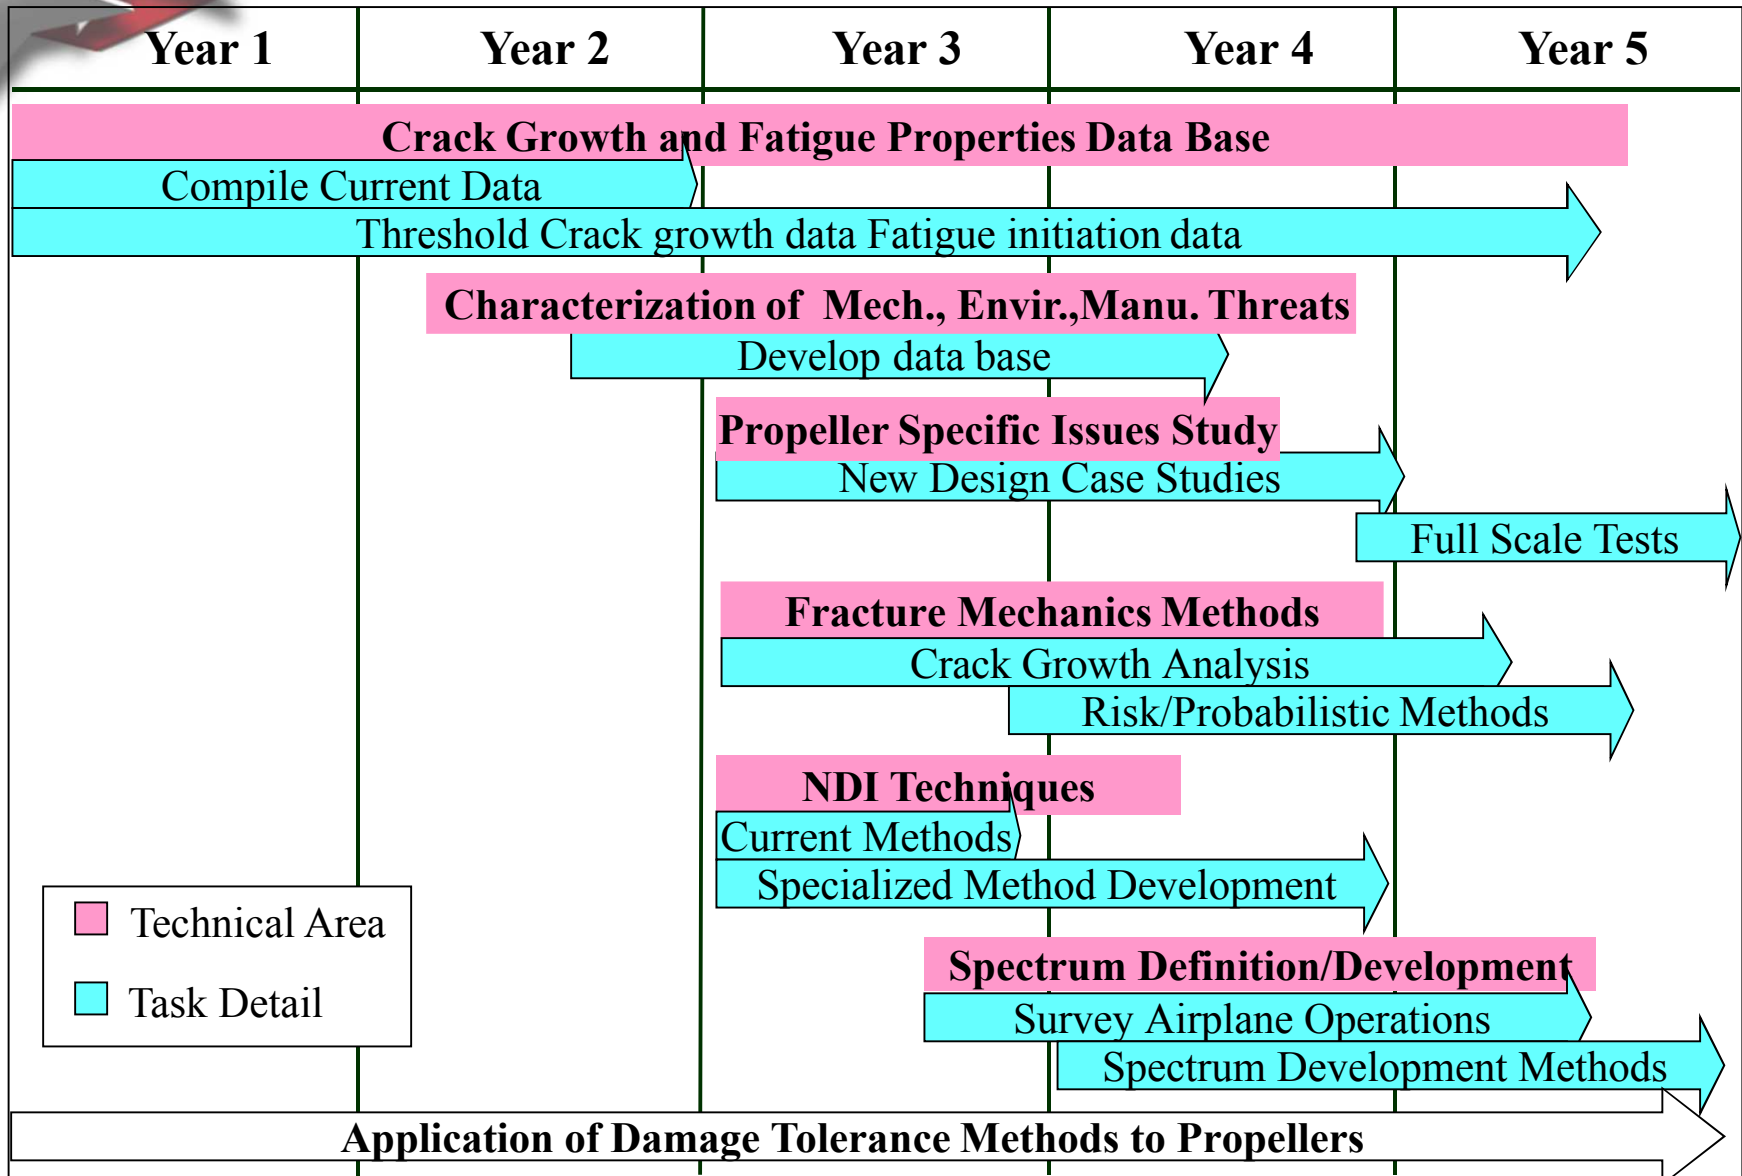 Year 1 Year 2 Year 3 Year 4 Year 5
Crack Growth and Fatigue Properties Data Base
Compile Current Data
Threshold Crack growth data Fatigue initiation data
Characterization of Mech., Envir.,Manu. Threats
Develop data base
Propeller Specific Issues Study
New Design Case Studies
Full Scale Tests
Fracture Mechanics Methods
Crack Growth Analysis
Risk/Probabilistic Methods
NDI Techniques
Current Methods
Specialized Method Development
Technical Area
Task Detail
Spectrum Definition/Development
Survey Airplane Operations
Spectrum Development Methods
Application of Damage Tolerance Methods to Propellers